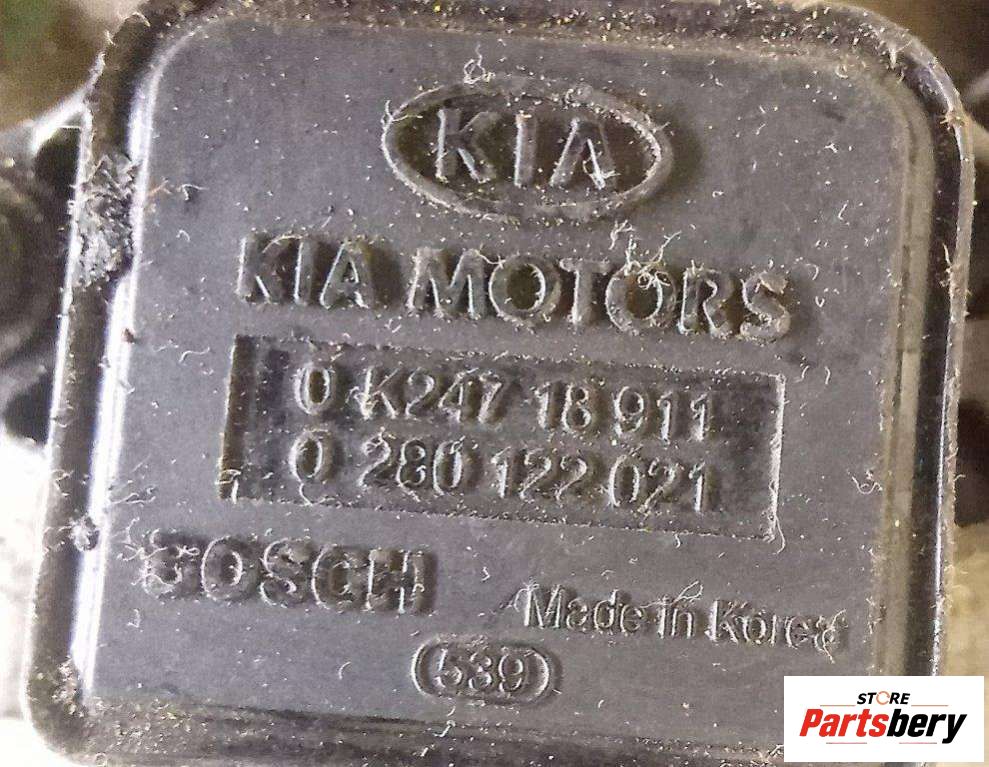 KIA
KIA MOTORS
0 K247 18 911
0 280 122 021
BOSCH
Made in Korea
539
STORE
Partsbery